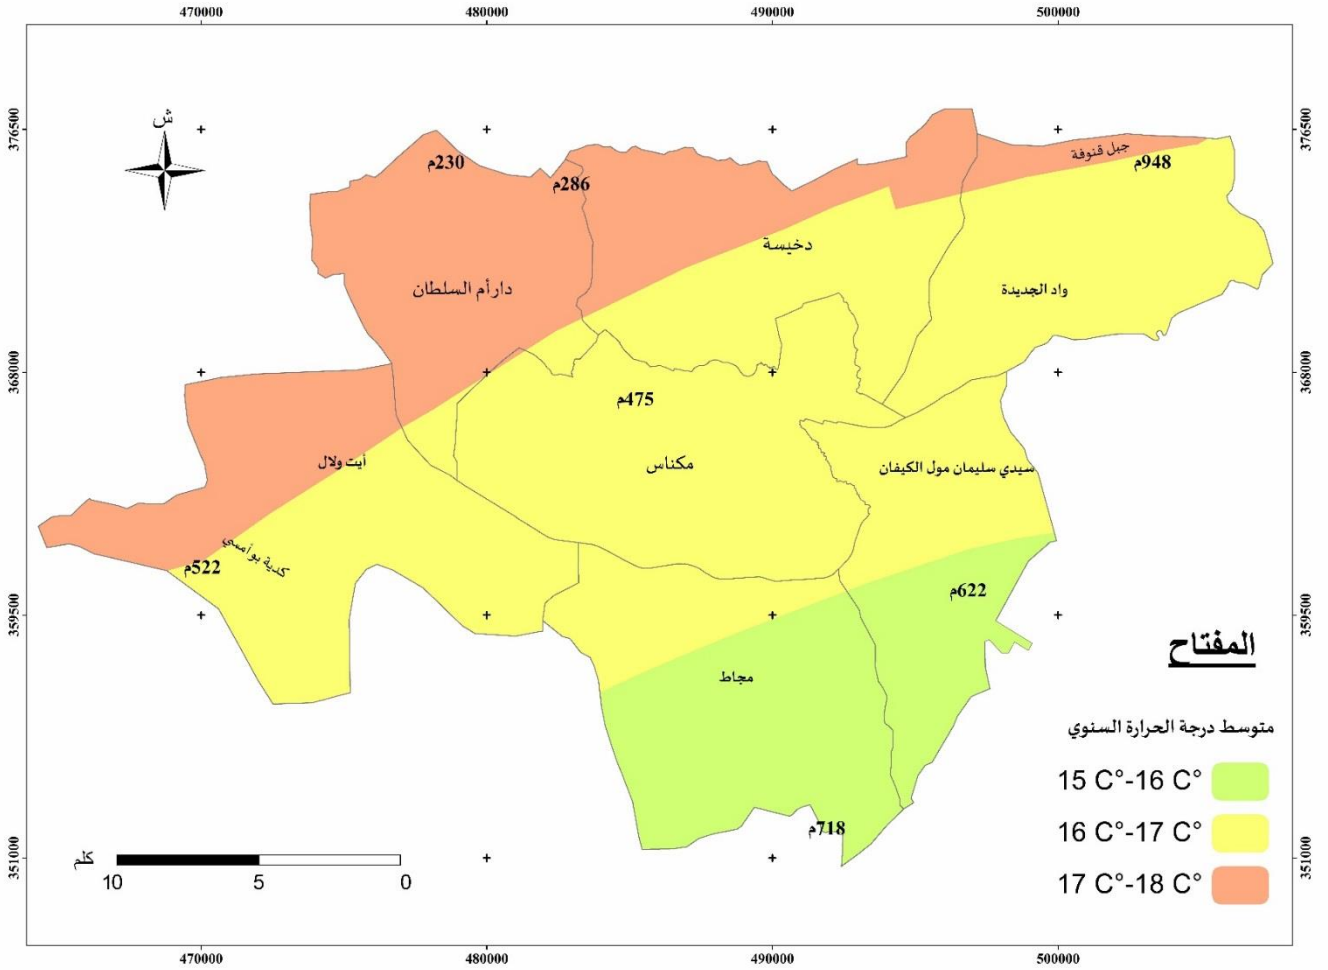 470000
480000
490000
500000
376500
376500
ش
230م
286م
جبل قنوفة
948م
دخيسة
دارأم السلطان
واد الجديدة
368000
368000
475م
أيت ولال
مكناس
سيدي سليمان مول الكيفان
كدية بوأمسي
522م
622م
359500
359500
المفتاح
مجاط
متوسط درجة الحرارة السنوي
15 C°-16 C°
16 C°-17 C°
718م
351000
351000
كلم
17 C°-18 C°
10
5
0
470000
480000
490000
500000